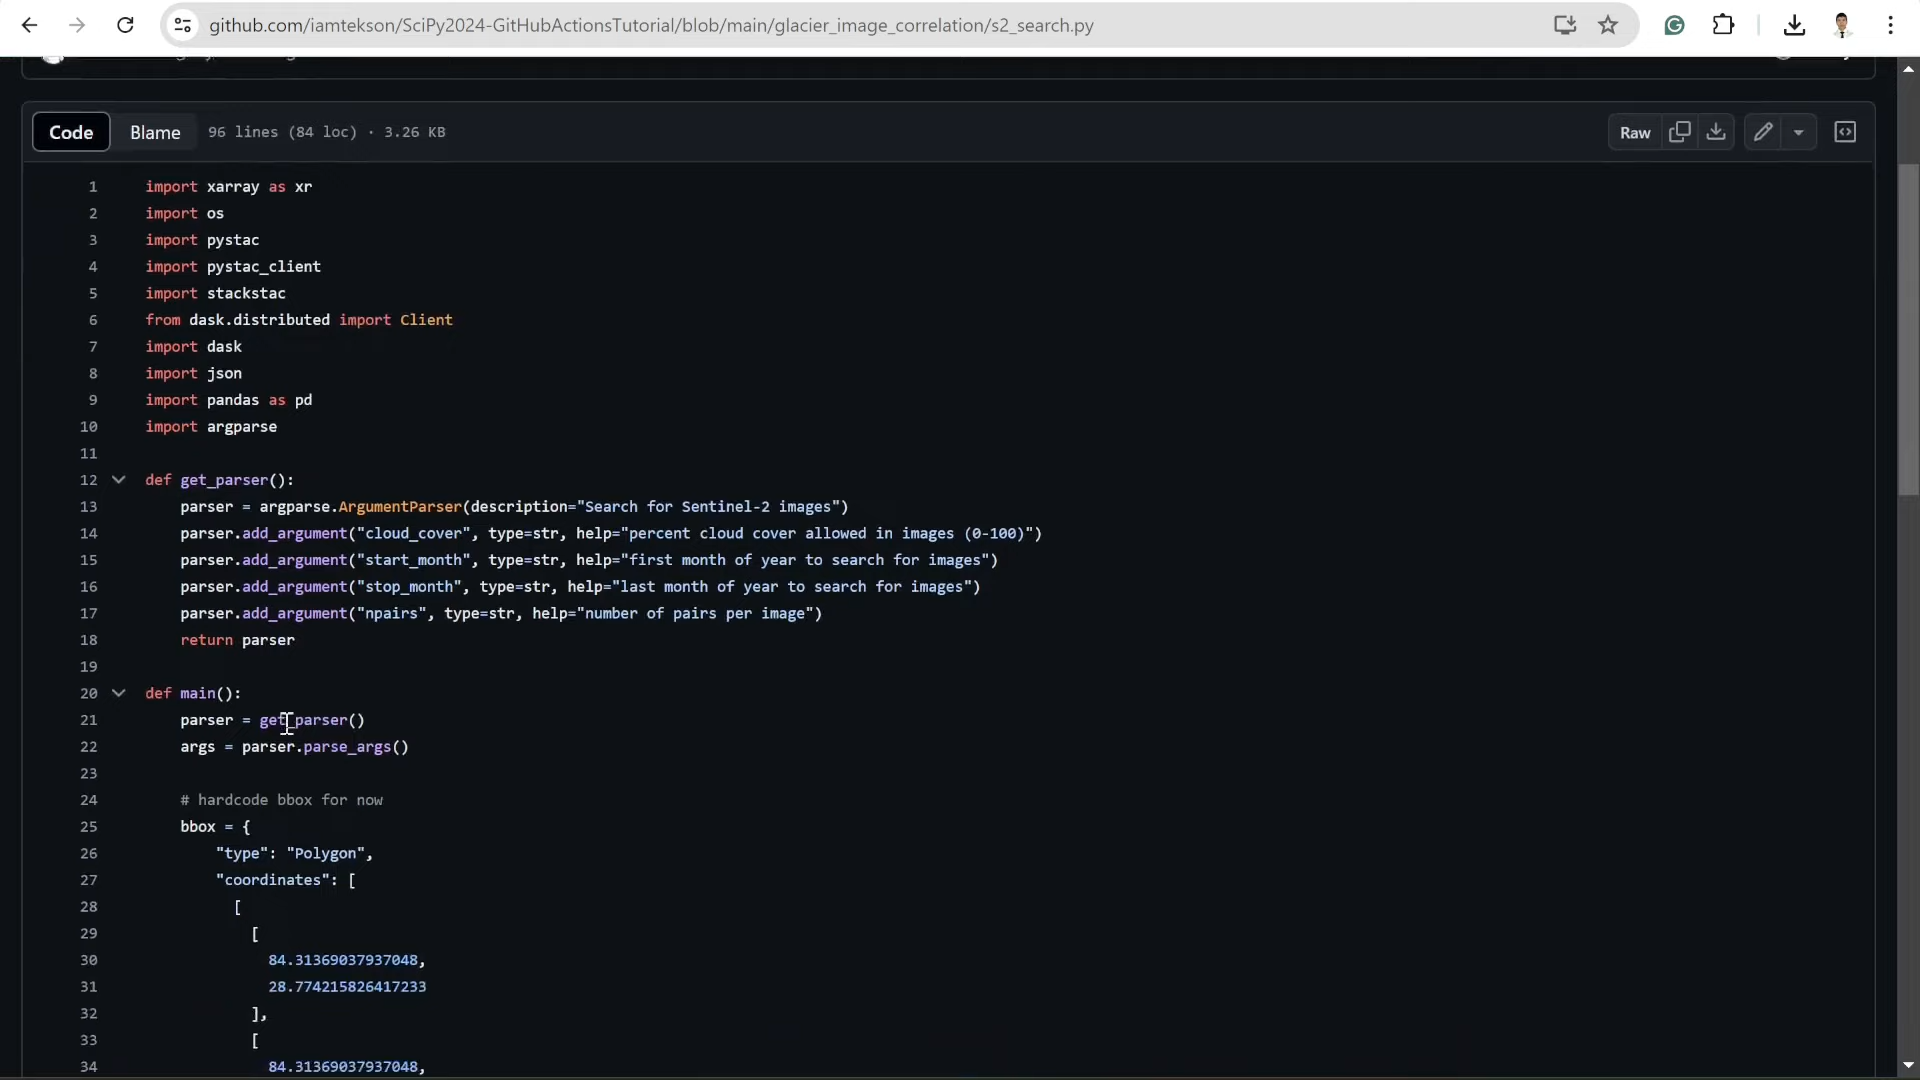 github.com/iamtekson/SciPy2024-GitHubActionsTutorial/blob/main/glacier_image_correlation/s2_search.py
Code Blame 96 lines (84 loc) · 3.26 KB Raw
1 import xarray as xr
2 import os
3 import pystac
4 import pystac_client
5 import stackstac
6 from dask.distributed import Client
7 import dask
8 import json
9 import pandas as pd
10 import argparse
11
12 def get_parser():
13 parser = argparse.ArgumentParser(description="Search for Sentinel-2 images")
14 parser.add_argument("cloud_cover", type=str, help="percent cloud cover allowed in images (0-100)")
15 parser.add_argument("start_month", type=str, help="first month of year to search for images")
16 parser.add_argument("stop_month", type=str, help="last month of year to search for images")
17 parser.add_argument("npairs", type=str, help="number of pairs per image")
18 return parser
19
20 def main():
21 parser = get_parser()
22 args = parser.parse_args()
23
24 # hardcode bbox for now
25 bbox = {
26 "type": "Polygon",
27 "coordinates": [
28 [
29 [
30 84.31369037937048,
31 28.774215826417233
32 ],
33 [
34 84.31369037937048,